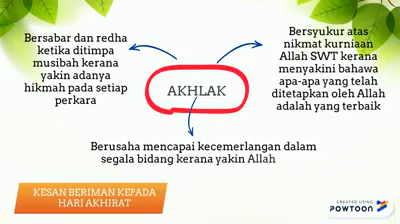 Bersabar dan redha
ketika ditimpa
musibah kerana
yakin adanya
hikmah pada setiap
perkara
Bersyukur atas
nikmat kurniaan
Allah SWT kerana
menyakini bahawa
apa-apa yang telah
ditetapkan oleh Allah
adalah yang terbaik
AKHLAK
Berusaha mencapai kecemerlangan dalam
segala bidang kerana yakin Allah
KESAN BERIMAN KEPADA
HARI AKHIRAT
CREATED USING
POWTOON